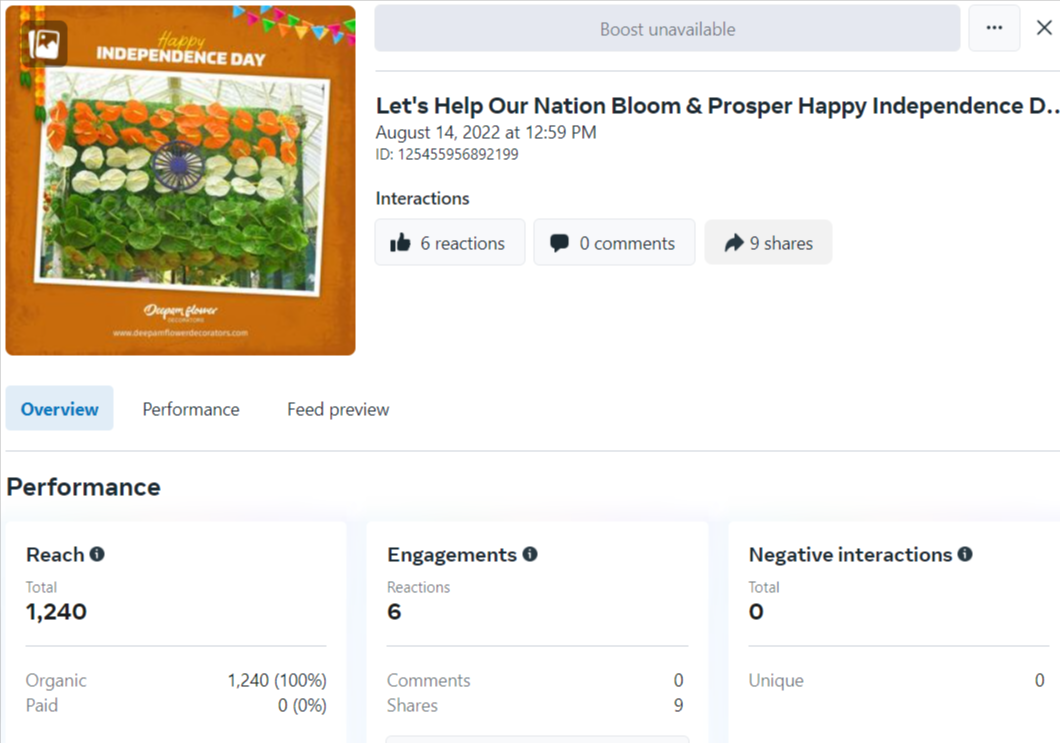 Happy
INDEPENDENCE DAY
Deepam flower
DECORATORS
www.deepamflowerdecorators.com
Boost unavailable
Let's Help Our Nation Bloom & Prosper Happy Independence D...
August 14, 2022 at 12:59 PM
ID: 125455956892199
Interactions
6 reactions
0 comments
9 shares
Overview
Performance
Feed preview
Performance
Reach
Total
1,240
Organic 1,240 (100%)
Paid 0 (0%)
Engagements
Reactions
6
Comments 0
Shares 9
Negative interactions
Total
0
Unique 0